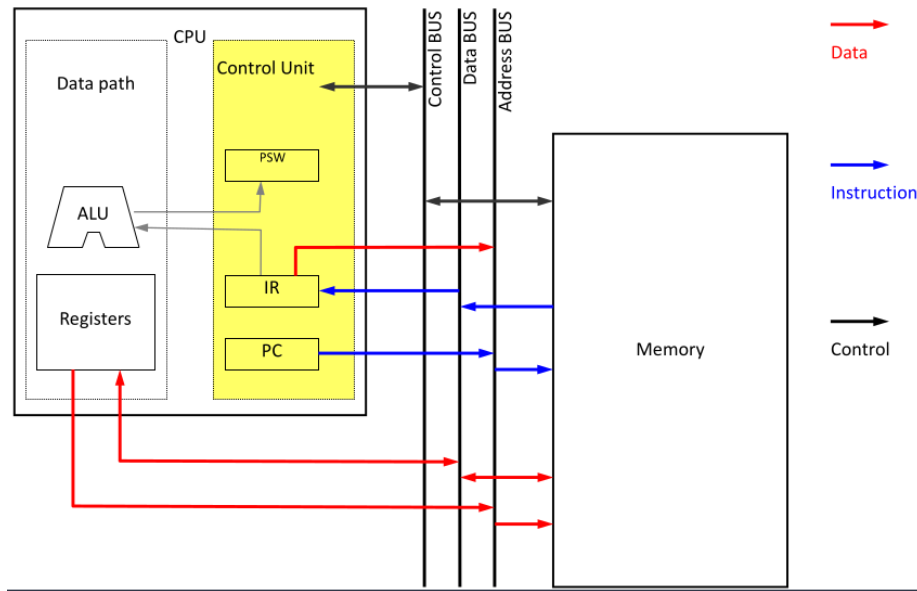 CPU
Data path
Control Unit
PSW
ALU
IR
Registers
PC
Control BUS
Data BUS
Address BUS
Memory
Data
Instruction
Control